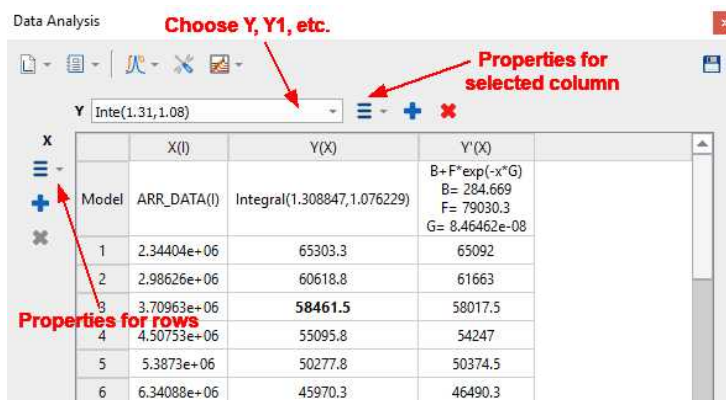 Data Analysis
Choose Y, Y1, etc.
Properties for
selected column
Y Inte(1.31,1.08)
X
X(I) Y(X) Y'(X)
Model ARR_DATA(I) Integral(1.308847,1.076229) B+F*exp(-x*G)
B= 284.669
F= 79030.3
G= 8.46462e-08
1 2.34404e+06 65303.3 65092
2 2.98626e+06 60618.8 61663
3 3.70963e+06 58461.5 58017.5
Properties for rows
4 4.50753e+06 55095.8 54247
5 5.3873e+06 50277.8 50374.5
6 6.34088e+06 45970.3 46490.3